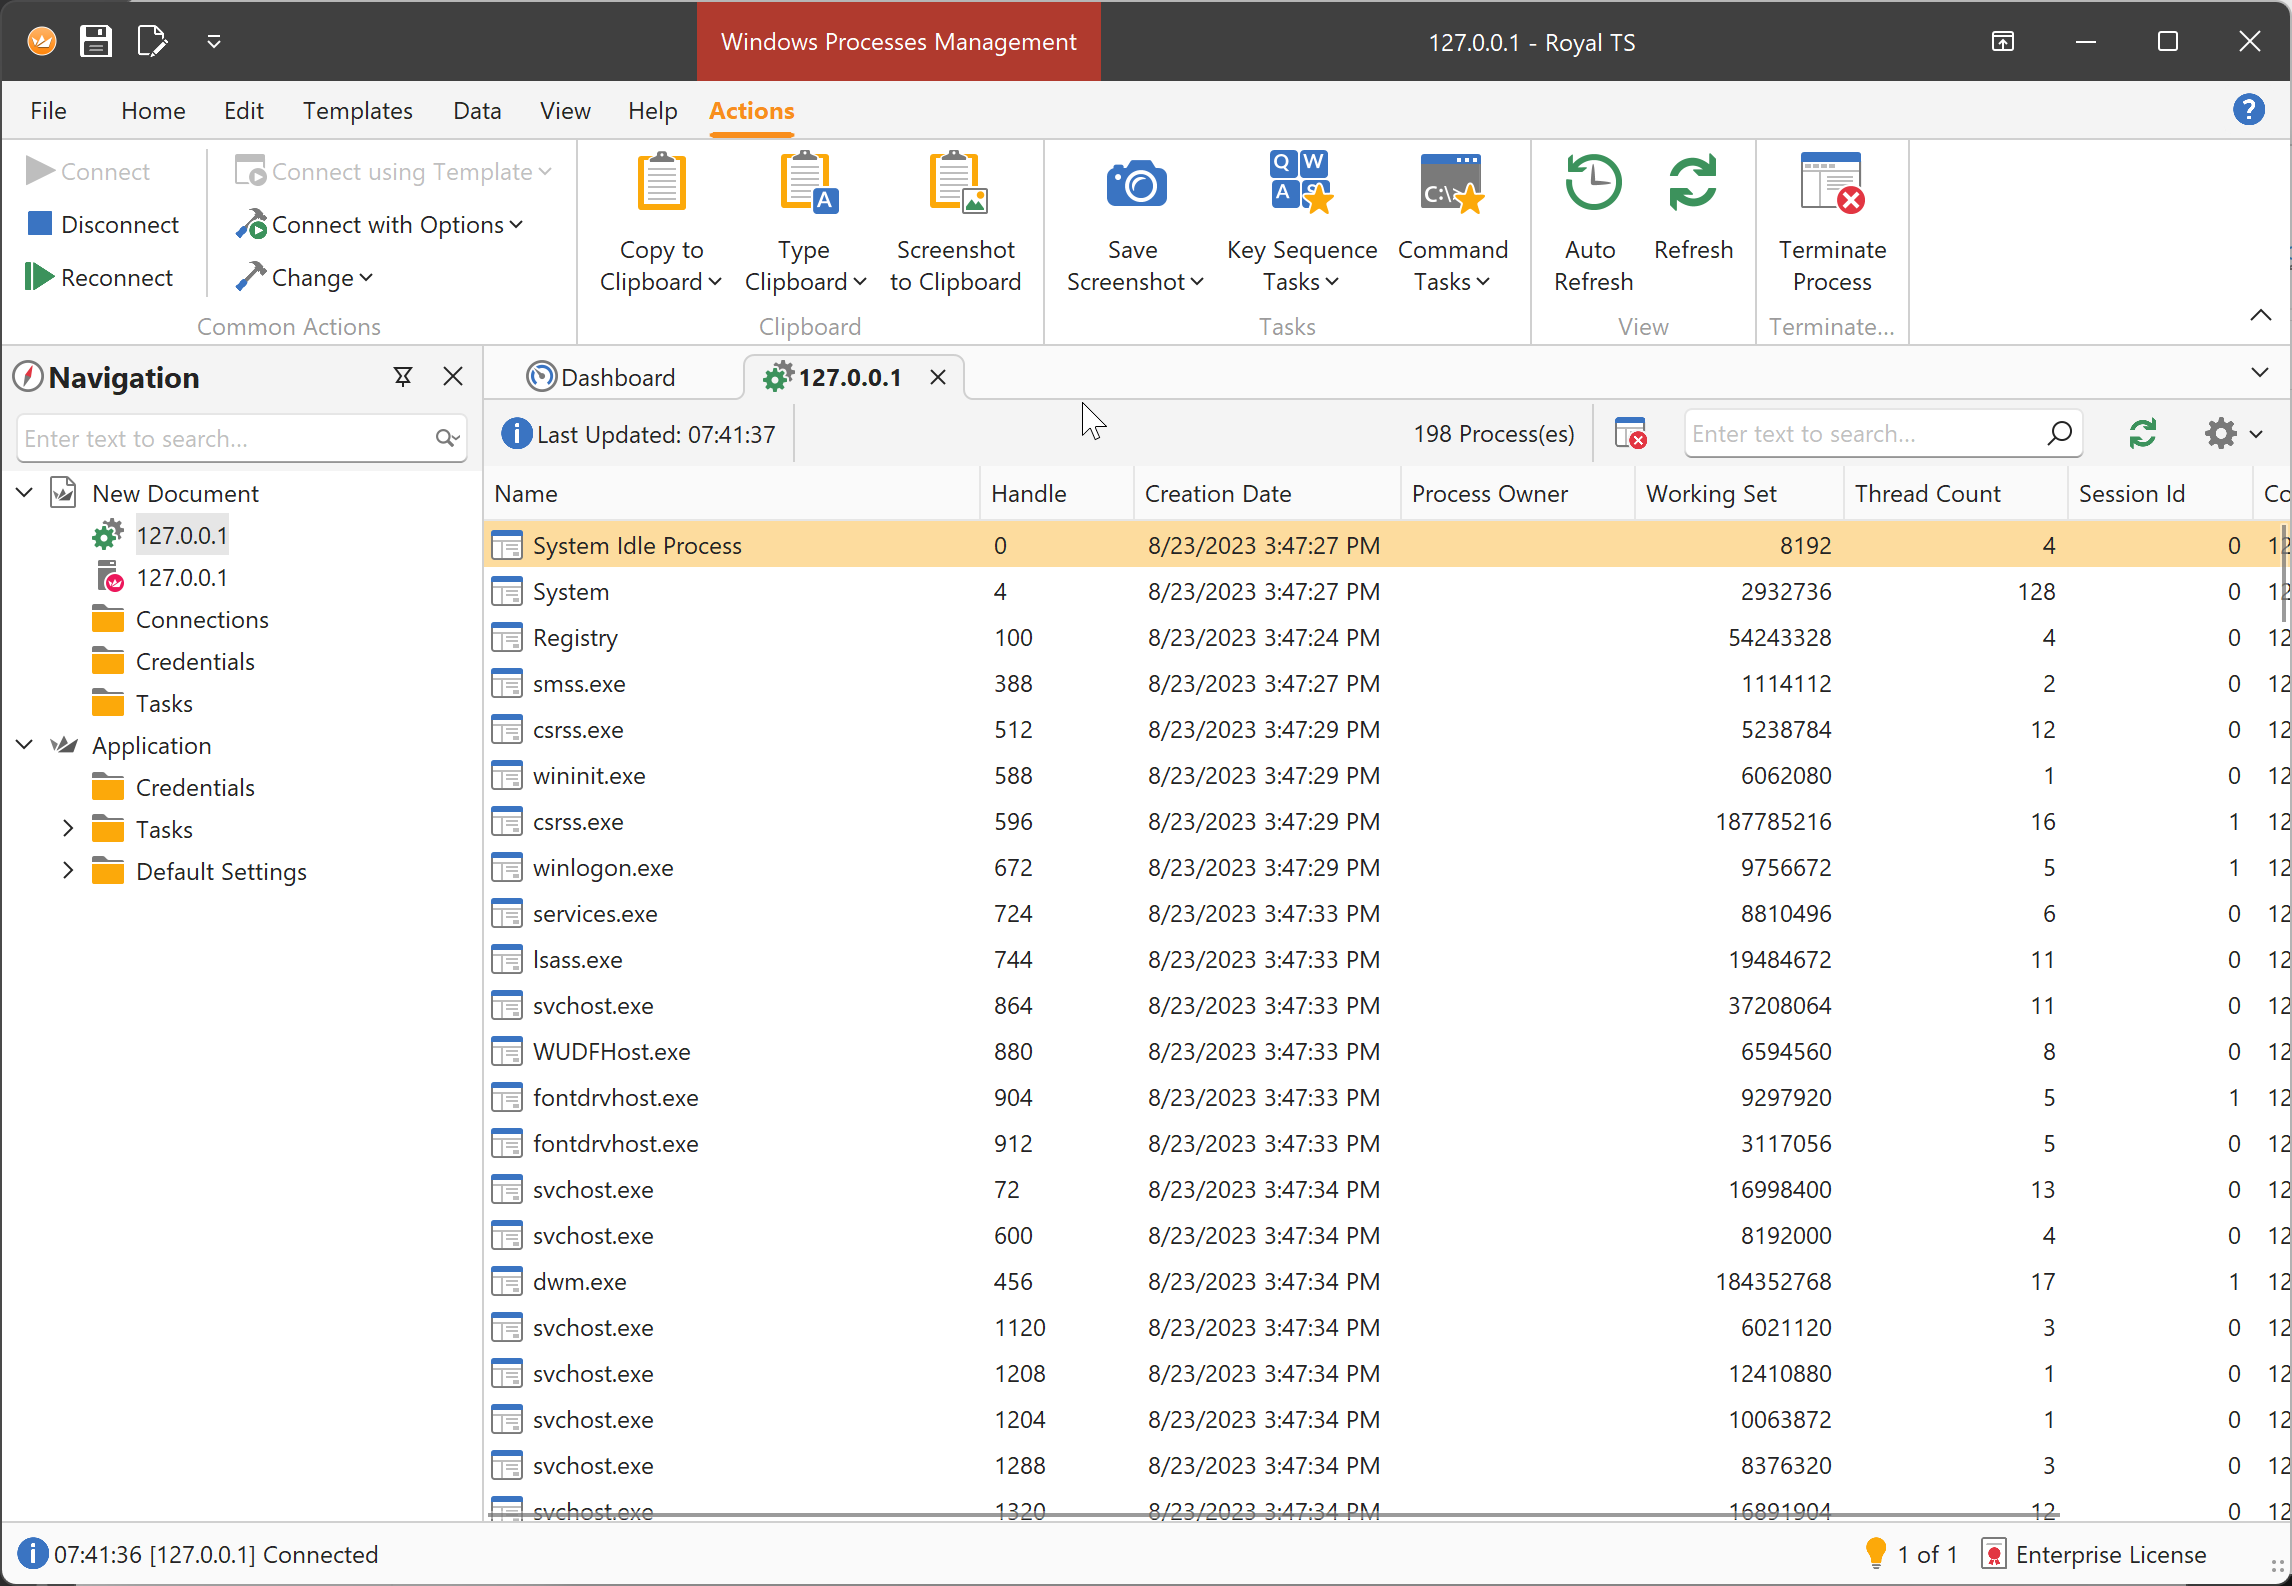 Windows Processes Management
127.0.0.1 - Royal TS
File Home Edit Templates Data View Help Actions
Connect
Disconnect
Reconnect
Connect using Template
Connect with Options
Change
Common Actions
Copy to Clipboard
Type Clipboard
Screenshot to Clipboard
Clipboard
Save Screenshot
Key Sequence Tasks
Command Tasks
Tasks
Auto Refresh
Refresh
View
Terminate Process
Terminate...
Navigation
Enter text to search...
New Document
127.0.0.1
127.0.0.1
Connections
Credentials
Tasks
Application
Credentials
Tasks
Default Settings
Dashboard
127.0.0.1
Last Updated: 07:41:37
198 Process(es)
Enter text to search...
Name Handle Creation Date Process Owner Working Set Thread Count Session Id Co
System Idle Process 0 8/23/2023 3:47:27 PM 8192 4 0 12
System 4 8/23/2023 3:47:27 PM 2932736 128 0 12
Registry 100 8/23/2023 3:47:24 PM 54243328 4 0 12
smss.exe 388 8/23/2023 3:47:27 PM 1114112 2 0 12
csrss.exe 512 8/23/2023 3:47:29 PM 5238784 12 0 12
wininit.exe 588 8/23/2023 3:47:29 PM 6062080 1 0 12
csrss.exe 596 8/23/2023 3:47:29 PM 187785216 16 1 12
winlogon.exe 672 8/23/2023 3:47:29 PM 9756672 5 1 12
services.exe 724 8/23/2023 3:47:33 PM 8810496 6 0 12
lsass.exe 744 8/23/2023 3:47:33 PM 19484672 11 0 12
svchost.exe 864 8/23/2023 3:47:33 PM 37208064 11 0 12
WUDFHost.exe 880 8/23/2023 3:47:33 PM 6594560 8 0 12
fontdrvhost.exe 904 8/23/2023 3:47:33 PM 9297920 5 1 12
fontdrvhost.exe 912 8/23/2023 3:47:33 PM 3117056 5 0 12
svchost.exe 72 8/23/2023 3:47:34 PM 16998400 13 0 12
svchost.exe 600 8/23/2023 3:47:34 PM 8192000 4 0 12
dwm.exe 456 8/23/2023 3:47:34 PM 184352768 17 1 12
svchost.exe 1120 8/23/2023 3:47:34 PM 6021120 3 0 12
svchost.exe 1208 8/23/2023 3:47:34 PM 12410880 1 0 12
svchost.exe 1204 8/23/2023 3:47:34 PM 10063872 1 0 12
svchost.exe 1288 8/23/2023 3:47:34 PM 8376320 3 0 12
svchost.exe 1320 8/23/2023 3:47:34 PM 16891904 12 0 12
07:41:36 [127.0.0.1] Connected
1 of 1
Enterprise License